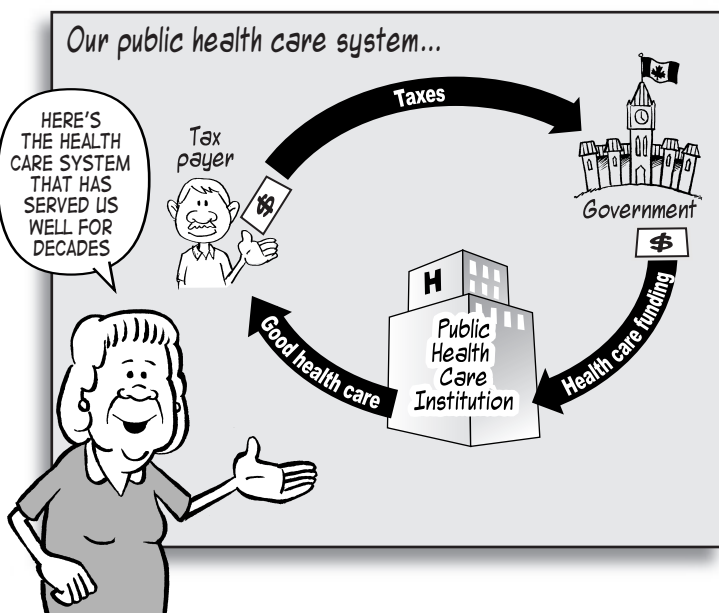 Our public health care system...
HERE'S
THE HEALTH
CARE SYSTEM
THAT HAS
SERVED US
WELL FOR
DECADES
Tax
payer
$
Taxes
Government
$
Health care funding
H
Public
Health
Care
Institution
Good health care